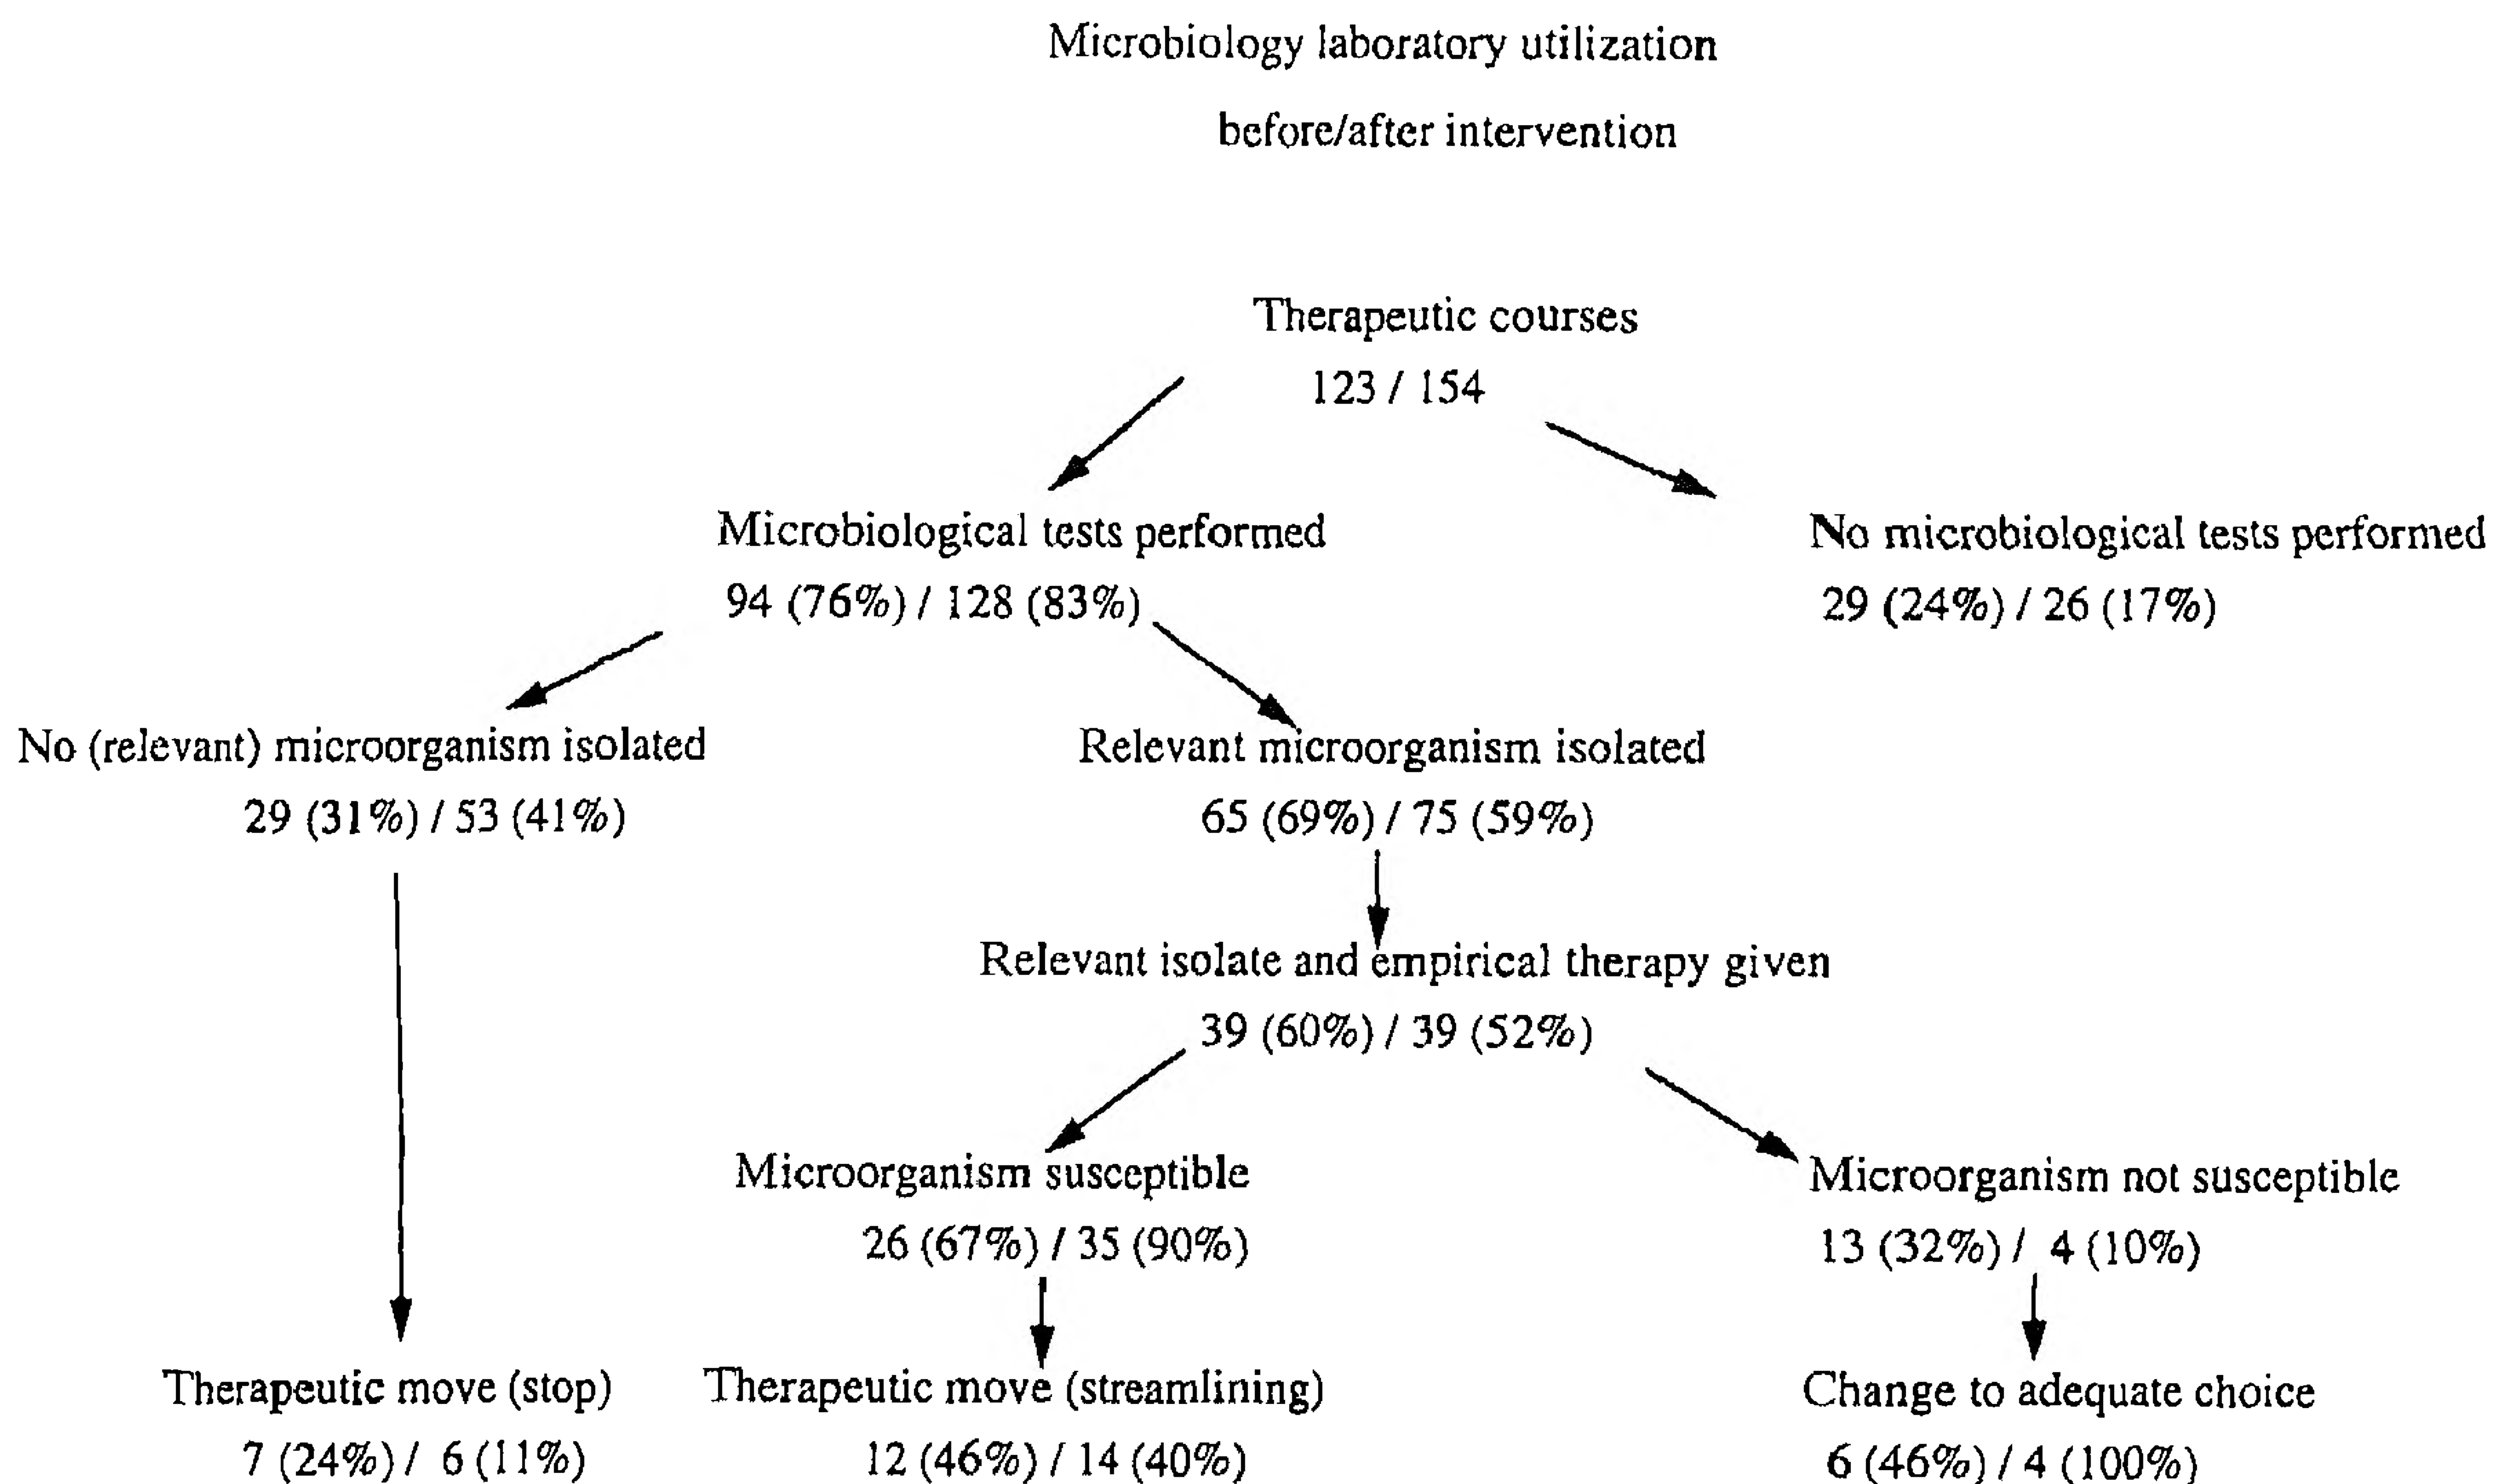 Microbiology laboratory utilization
before/after intervention
Therapeutic courses
123 / 154
Microbiological tests performed
94 (76%) / 128 (83%)
No microbiological tests performed
29 (24%) / 26 (17%)
No (relevant) microorganism isolated
29 (31%) / 53 (41%)
Relevant microorganism isolated
65 (69%) / 75 (59%)
Relevant isolate and empirical therapy given
39 (60%) / 39 (52%)
Microorganism susceptible
26 (67%) / 35 (90%)
Microorganism not susceptible
13 (32%) / 4 (10%)
Therapeutic move (stop)
7 (24%) / 6 (11%)
Therapeutic move (streamlining)
12 (46%) / 14 (40%)
Change to adequate choice
6 (46%) / 4 (100%)